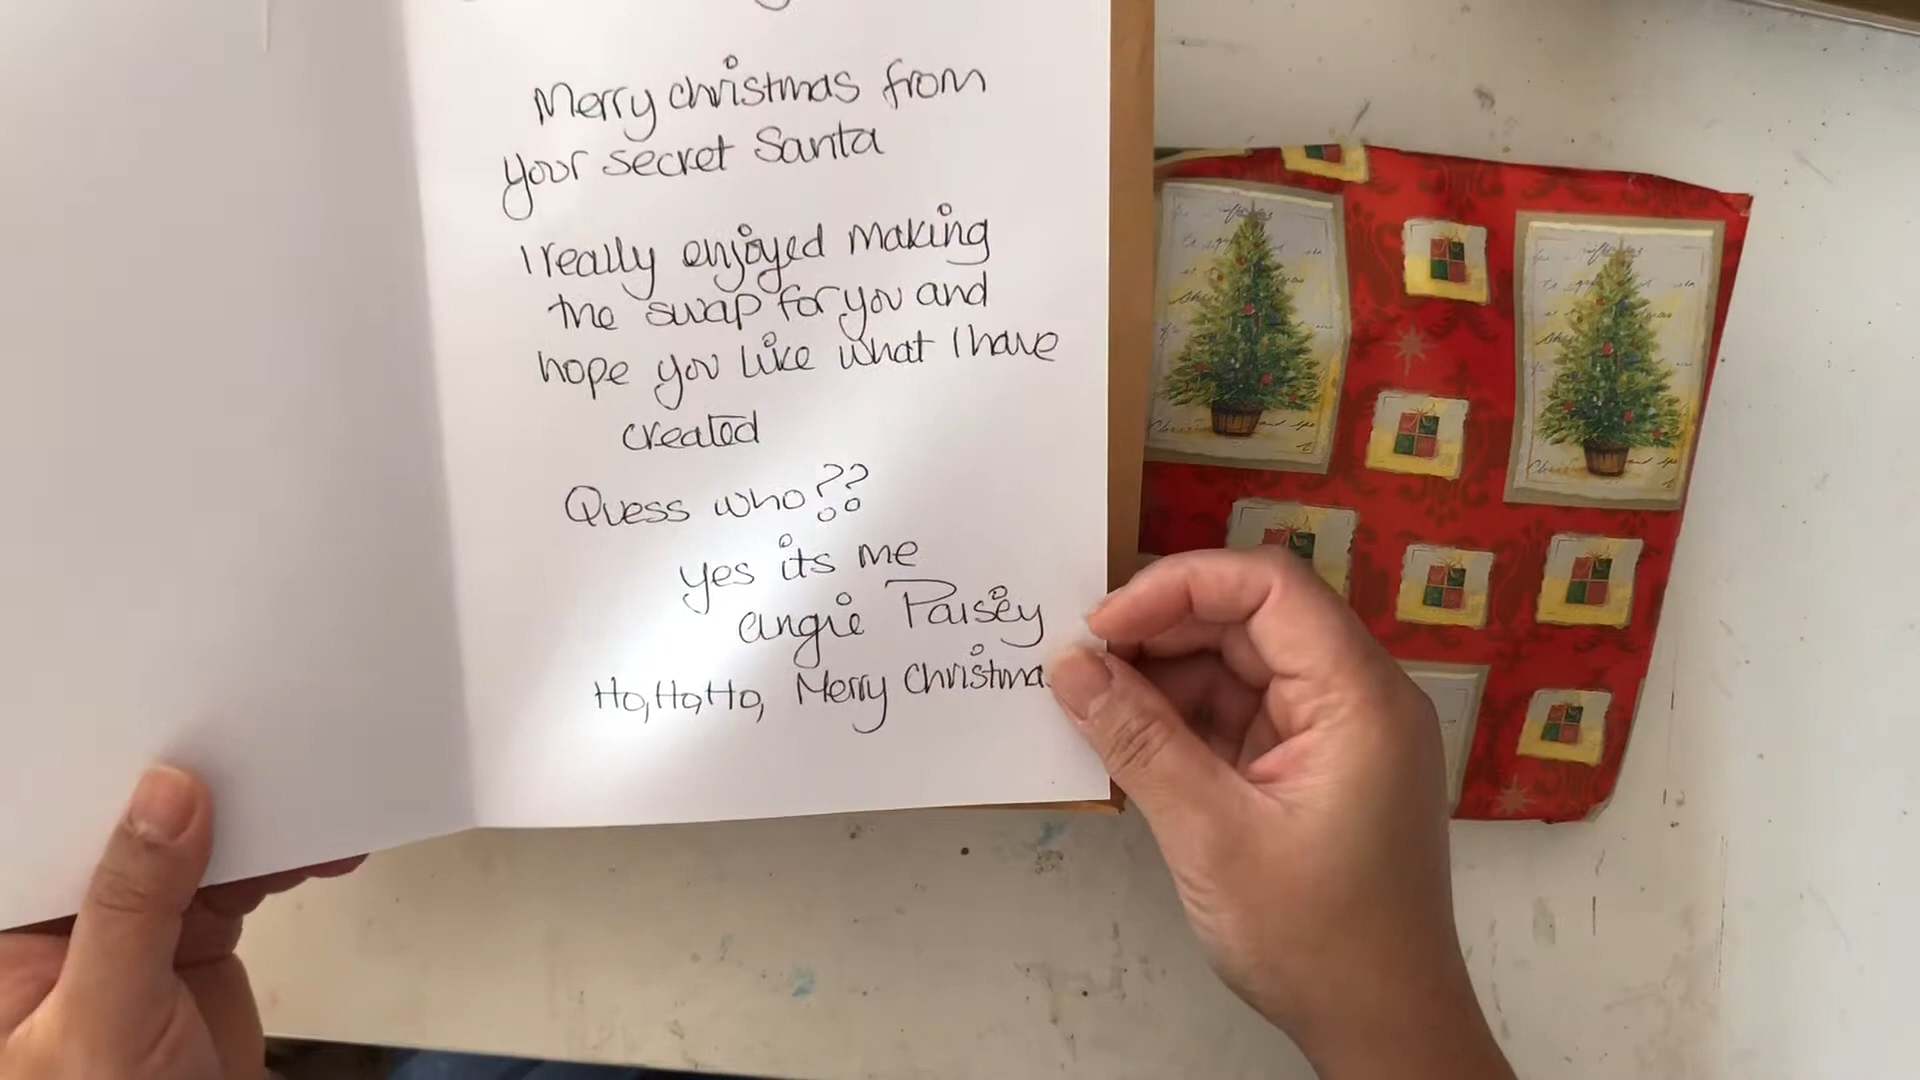 Merry christmas from
your secret Santa
I really enjoyed making
the swap for you and
hope you like what I have
created
Quess who??
yes its me
angie Paisey
Ho, Ho, Ho, Merry Christma